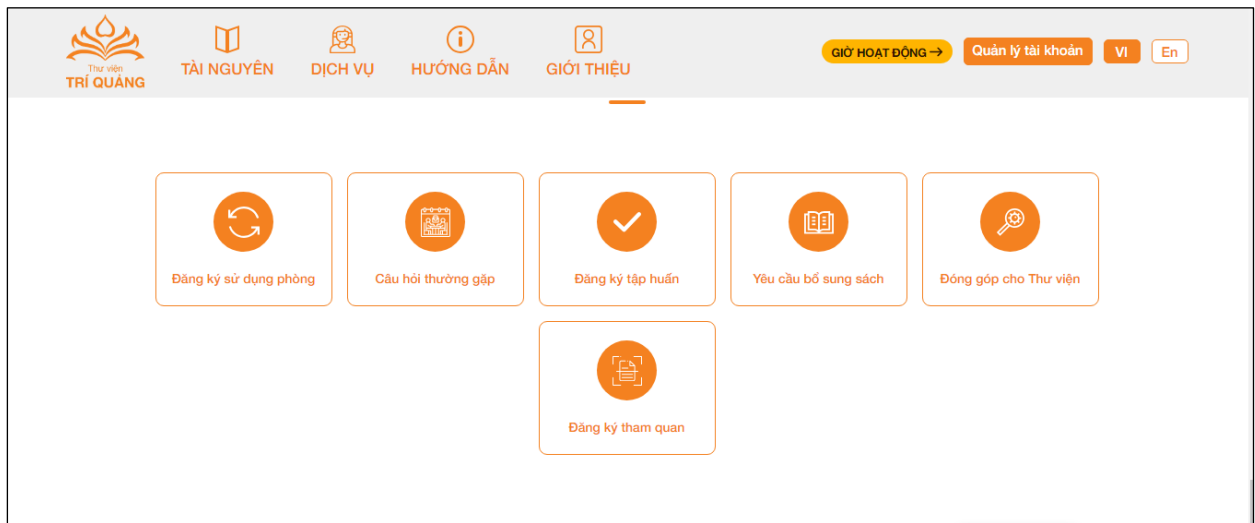 Thư viện
TRÍ QUẢNG
TÀI NGUYÊN
DỊCH VỤ
HƯỚNG DẪN
GIỚI THIỆU
GIỜ HOẠT ĐỘNG →
Quản lý tài khoản
VI
En
Đăng ký sử dụng phòng
Câu hỏi thường gặp
Đăng ký tập huấn
Yêu cầu bổ sung sách
Đóng góp cho Thư viện
Đăng ký tham quan